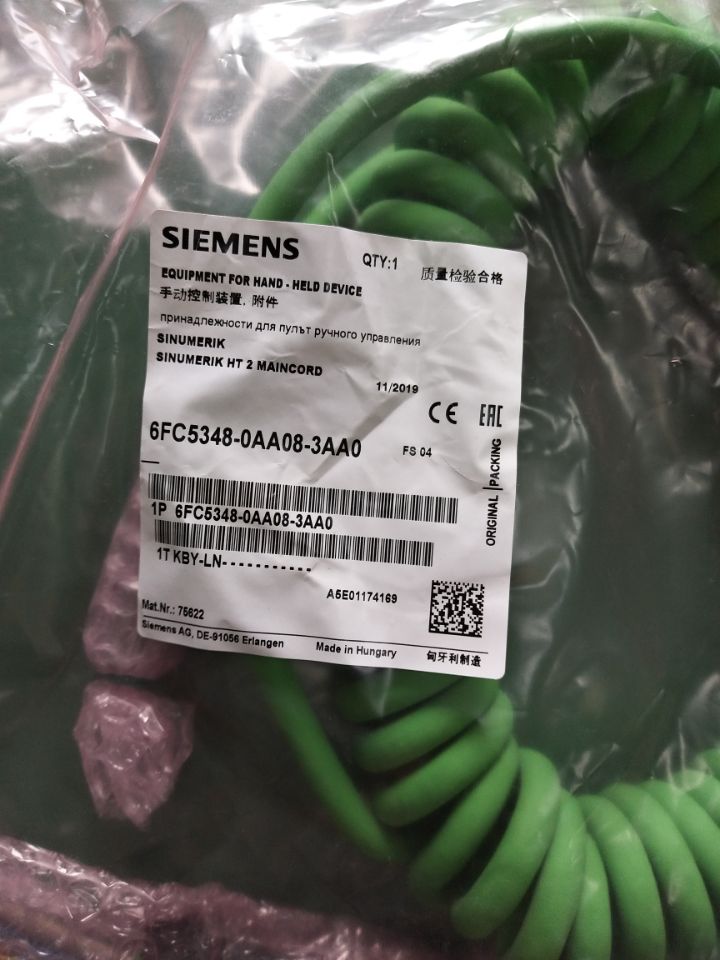 SIEMENS
QTY:1
质量检验合格
EQUIPMENT FOR HAND - HELD DEVICE
手动控制装置, 附件
принадлежности для пульт ручного управления
SINUMERIK
SINUMERIK HT 2 MAINCORD
11/2019
CE EAC
6FC5348-0AA08-3AA0
FS 04
ORIGINAL PACKING
1P 6FC5348-0AA08-3AA0
1T KBY-LN-----------
A5E01174169
Mat.Nr.: 75622
Siemens AG, DE-91056 Erlangen
Made in Hungary
匈牙利制造